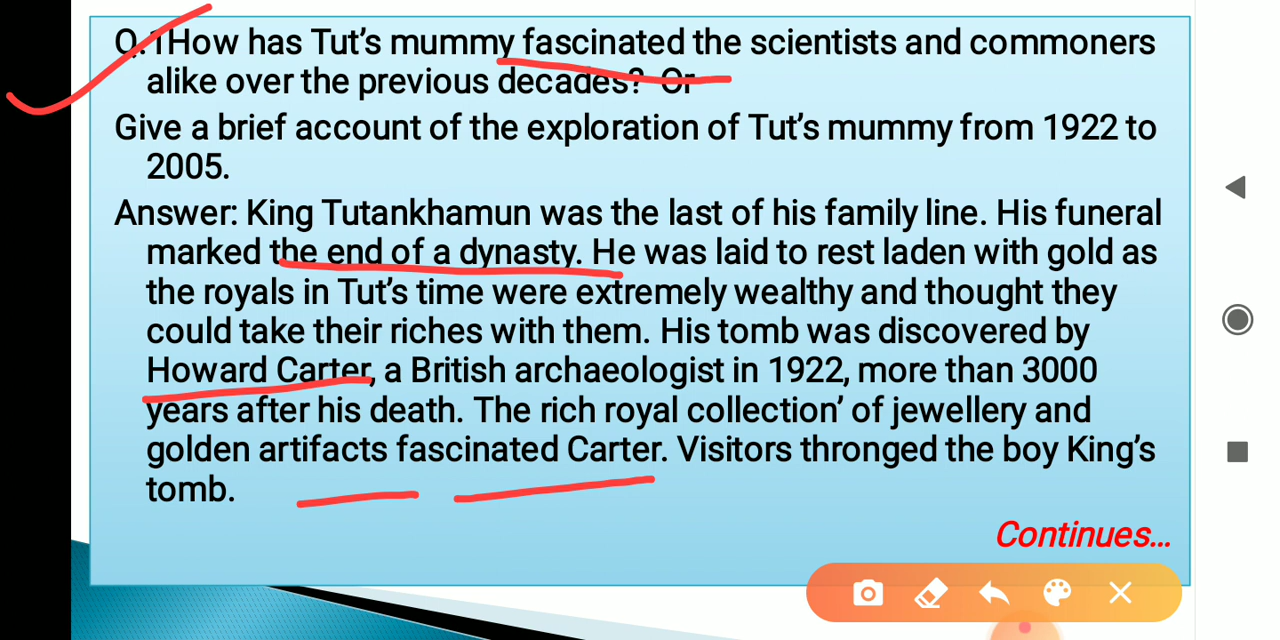 Q.1How has Tut's mummy fascinated the scientists and commoners
alike over the previous decades? Or
Give a brief account of the exploration of Tut's mummy from 1922 to
2005.
Answer: King Tutankhamun was the last of his family line. His funeral
marked the end of a dynasty. He was laid to rest laden with gold as
the royals in Tut's time were extremely wealthy and thought they
could take their riches with them. His tomb was discovered by
Howard Carter, a British archaeologist in 1922, more than 3000
years after his death. The rich royal collection' of jewellery and
golden artifacts fascinated Carter. Visitors thronged the boy King's
tomb.
Continues...